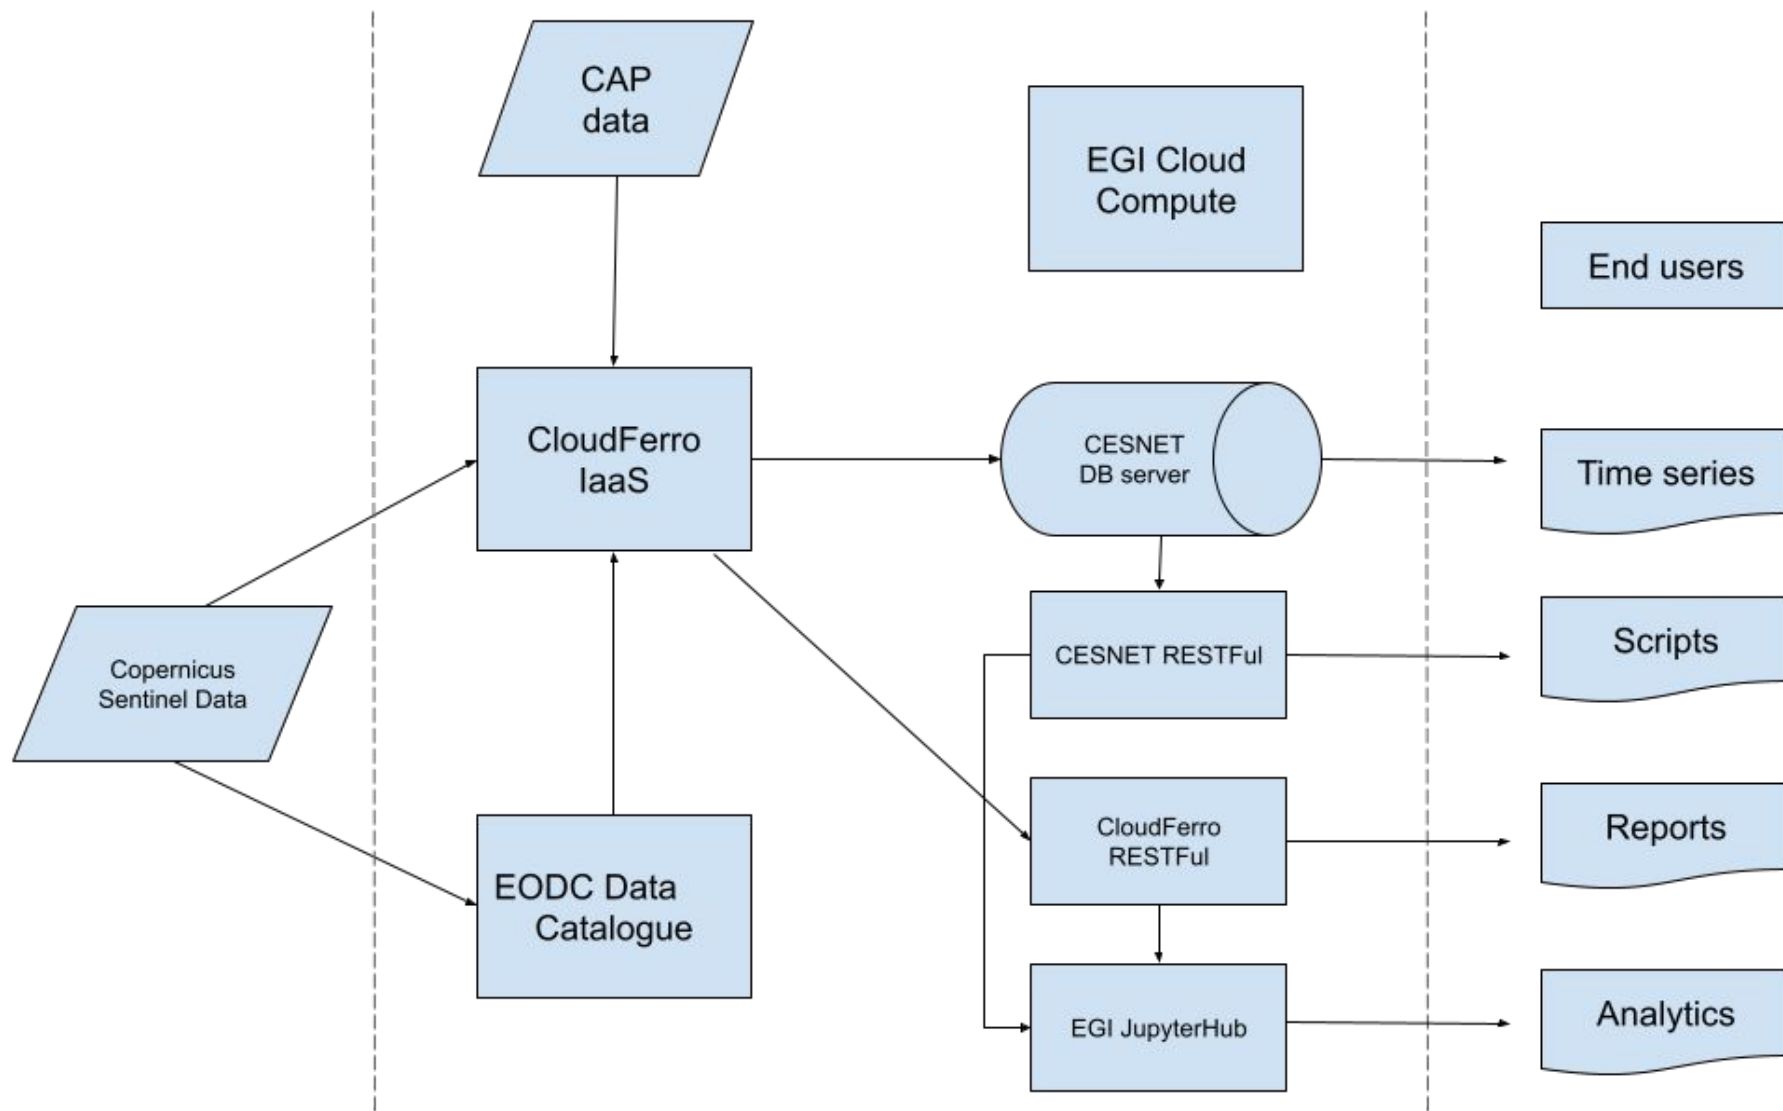 CAP
data
EGI Cloud
Compute
End users
CloudFerro
IaaS
CESNET
DB server
Time series
Copernicus
Sentinel Data
CESNET RESTFul
Scripts
EODC Data
Catalogue
CloudFerro
RESTFul
Reports
EGI JupyterHub
Analytics